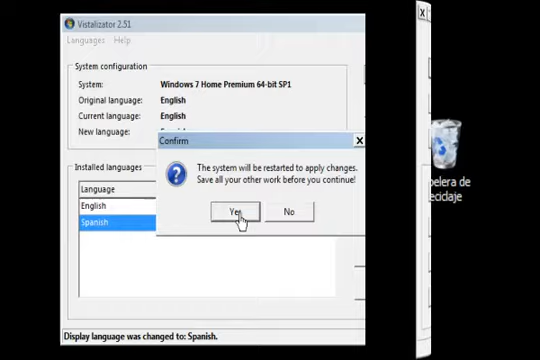 Vistalizator 2.51
Languages Help
System configuration
System: Windows 7 Home Premium 64-bit SP1
Original language: English
Current language: English
New language:
Confirm
The system will be restarted to apply changes.
Save all your other work before you continue!
Yes No
Installed languages
Language
English
Spanish
pelera de
eciclaje
Display language was changed to: Spanish.